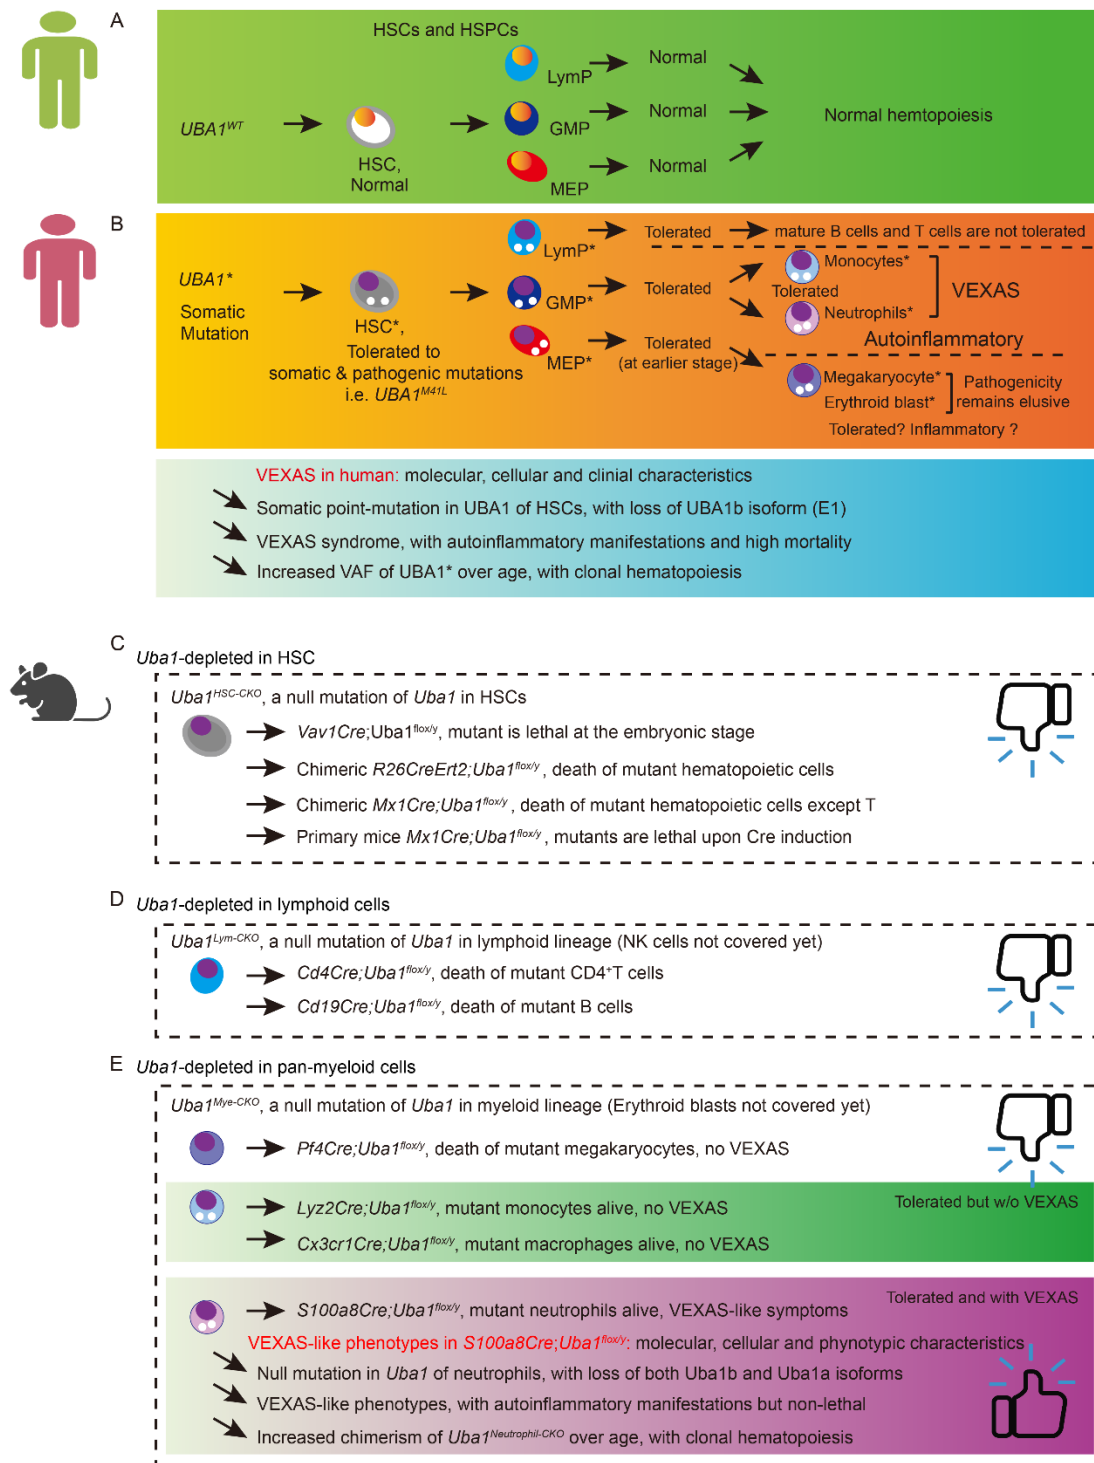 A
HSCs and HSPCs
LymP
Normal
UBA1WT
HSC,
Normal
GMP
Normal
Normal hemtopoiesis
MEP
Normal
B
UBA1*
Somatic
Mutation
HSC*,
Tolerated to
somatic & pathogenic mutations
i.e. UBA1M41L
LymP*
Tolerated
mature B cells and T cells are not tolerated
GMP*
Tolerated
Monocytes*
Tolerated
Neutrophils*
VEXAS
Autoinflammatory
MEP*
Tolerated
(at earlier stage)
Megakaryocyte*
Erythroid blast*
Pathogenicity
remains elusive
Tolerated? Inflammatory ?
VEXAS in human: molecular, cellular and clinial characteristics
Somatic point-mutation in UBA1 of HSCs, with loss of UBA1b isoform (E1)
VEXAS syndrome, with autoinflammatory manifestations and high mortality
Increased VAF of UBA1* over age, with clonal hematopoiesis
C
Uba1-depleted in HSC
Uba1HSC-CKO, a null mutation of Uba1 in HSCs
Vav1Cre;Uba1flox/y, mutant is lethal at the embryonic stage
Chimeric R26CreErt2;Uba1flox/y, death of mutant hematopoietic cells
Chimeric Mx1Cre;Uba1flox/y, death of mutant hematopoietic cells except T
Primary mice Mx1Cre;Uba1flox/y, mutants are lethal upon Cre induction
D
Uba1-depleted in lymphoid cells
Uba1Lym-CKO, a null mutation of Uba1 in lymphoid lineage (NK cells not covered yet)
Cd4Cre;Uba1flox/y, death of mutant CD4+T cells
Cd19Cre;Uba1flox/y, death of mutant B cells
E
Uba1-depleted in pan-myeloid cells
Uba1Mye-CKO, a null mutation of Uba1 in myeloid lineage (Erythroid blasts not covered yet)
Pf4Cre;Uba1flox/y, death of mutant megakaryocytes, no VEXAS
Tolerated but w/o VEXAS
Lyz2Cre;Uba1flox/y, mutant monocytes alive, no VEXAS
Cx3cr1Cre;Uba1flox/y, mutant macrophages alive, no VEXAS
Tolerated and with VEXAS
S100a8Cre;Uba1flox/y, mutant neutrophils alive, VEXAS-like symptoms
VEXAS-like phenotypes in S100a8Cre;Uba1flox/y: molecular, cellular and phynotypic characteristics
Null mutation in Uba1 of neutrophils, with loss of both Uba1b and Uba1a isoforms
VEXAS-like phenotypes, with autoinflammatory manifestations but non-lethal
Increased chimerism of Uba1Neutrophil-CKO over age, with clonal hematopoiesis